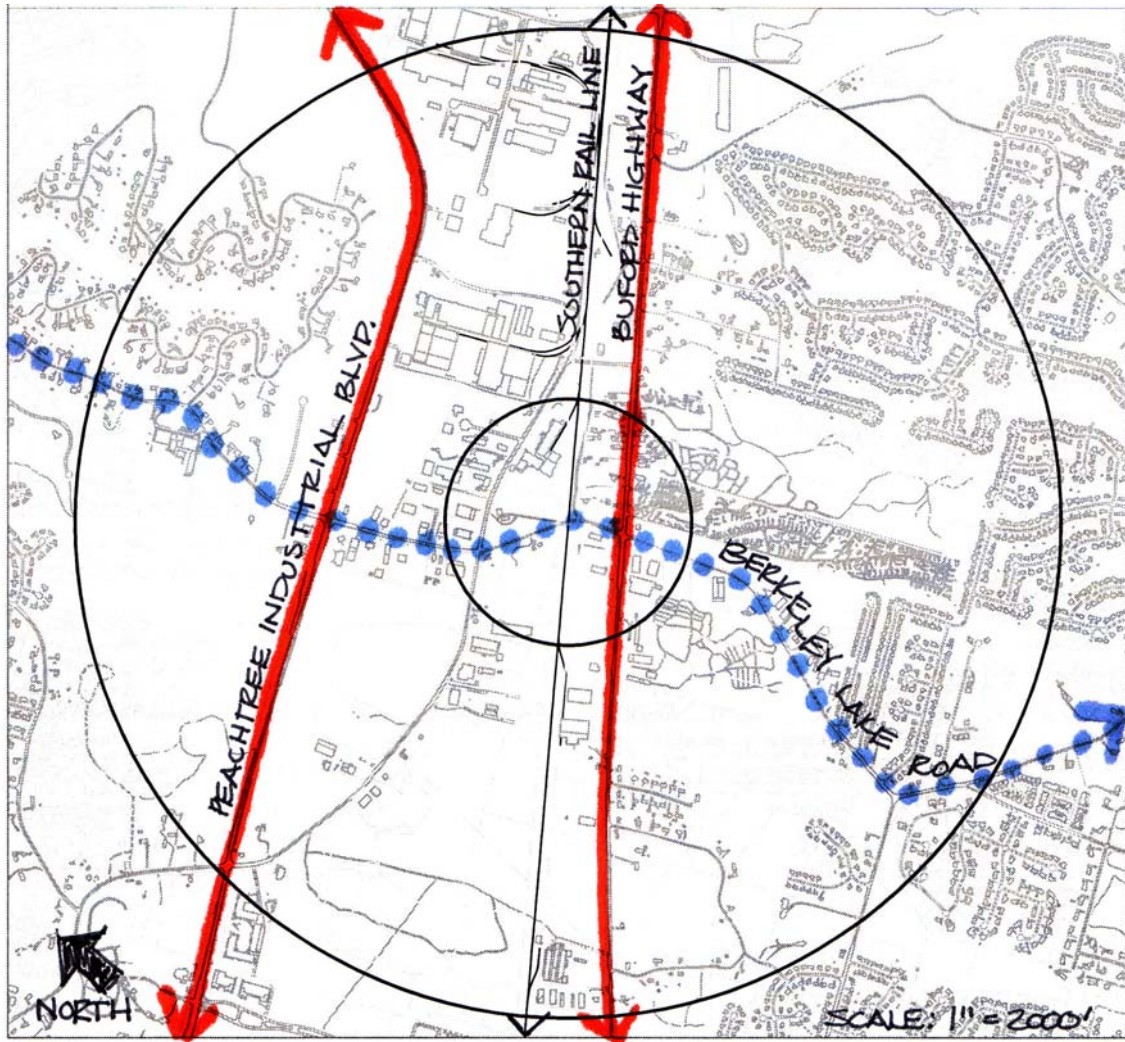 SOUTHERN RAIL LINE
BUFORD HIGHWAY
PEACHTREE INDUSTRIAL BLVD.
BERKELEY LAKE ROAD
NORTH
SCALE: 1" = 2000'